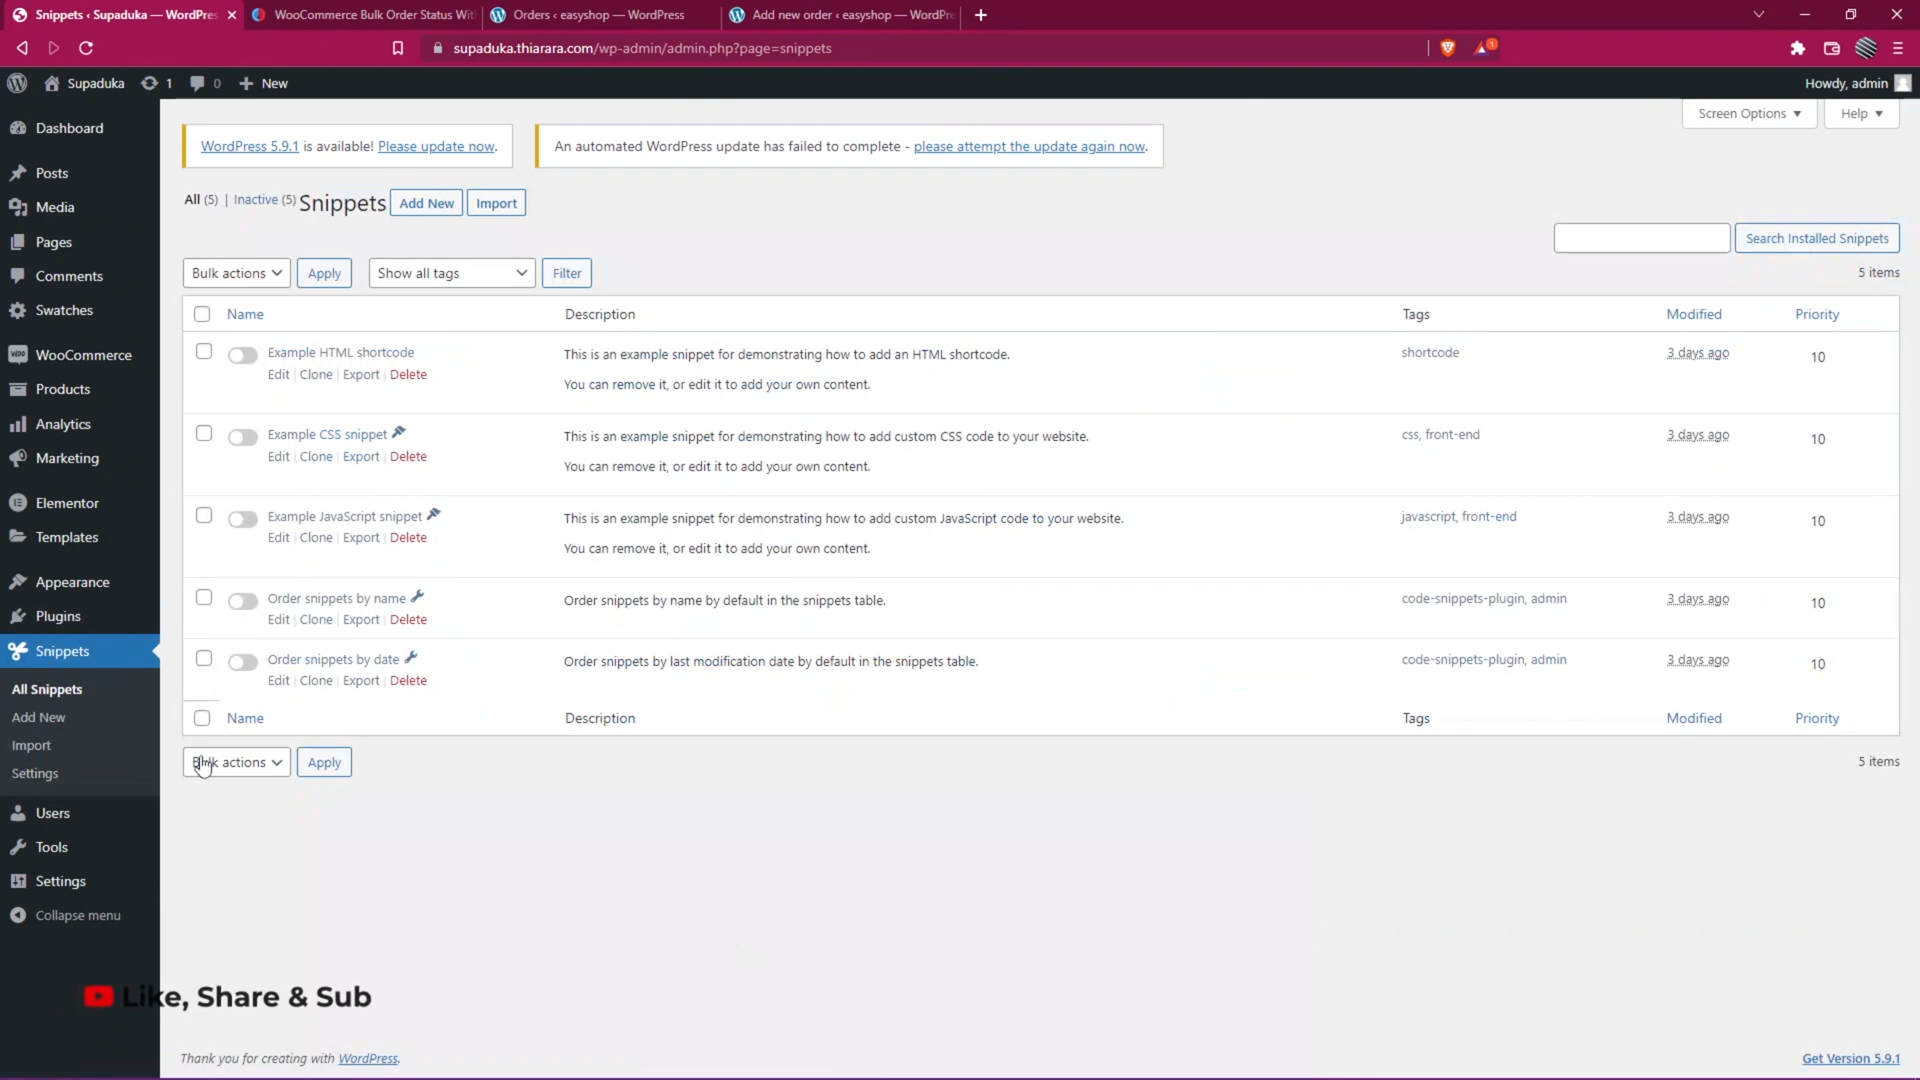 Snippets ‹ Supaduka — WordPres
WooCommerce Bulk Order Status Wit
Orders ‹ easyshop — WordPress
Add new order ‹ easyshop — WordPre
supaduka.thiarara.com/wp-admin/admin.php?page=snippets
1
Supaduka
1
0
New
Howdy, admin
Screen Options
Help
WordPress 5.9.1 is available! Please update now.
An automated WordPress update has failed to complete - please attempt the update again now.
All (5) | Inactive (5) Snippets Add New Import
Search Installed Snippets
Bulk actions Apply Show all tags Filter
5 items
Name Description Tags Modified Priority
Example HTML shortcode
Edit | Clone | Export | Delete
This is an example snippet for demonstrating how to add an HTML shortcode.
You can remove it, or edit it to add your own content.
shortcode
3 days ago
10
Example CSS snippet
Edit | Clone | Export | Delete
This is an example snippet for demonstrating how to add custom CSS code to your website.
You can remove it, or edit it to add your own content.
css, front-end
3 days ago
10
Example JavaScript snippet
Edit | Clone | Export | Delete
This is an example snippet for demonstrating how to add custom JavaScript code to your website.
You can remove it, or edit it to add your own content.
javascript, front-end
3 days ago
10
Order snippets by name
Edit | Clone | Export | Delete
Order snippets by name by default in the snippets table.
code-snippets-plugin, admin
3 days ago
10
Order snippets by date
Edit | Clone | Export | Delete
Order snippets by last modification date by default in the snippets table.
code-snippets-plugin, admin
3 days ago
10
Name Description Tags Modified Priority
Bulk actions Apply
5 items
Dashboard
Posts
Media
Pages
Comments
Swatches
WooCommerce
Products
Analytics
Marketing
Elementor
Templates
Appearance
Plugins
Snippets
All Snippets
Add New
Import
Settings
Users
Tools
Settings
Collapse menu
Like, Share & Sub
Thank you for creating with WordPress.
Get Version 5.9.1